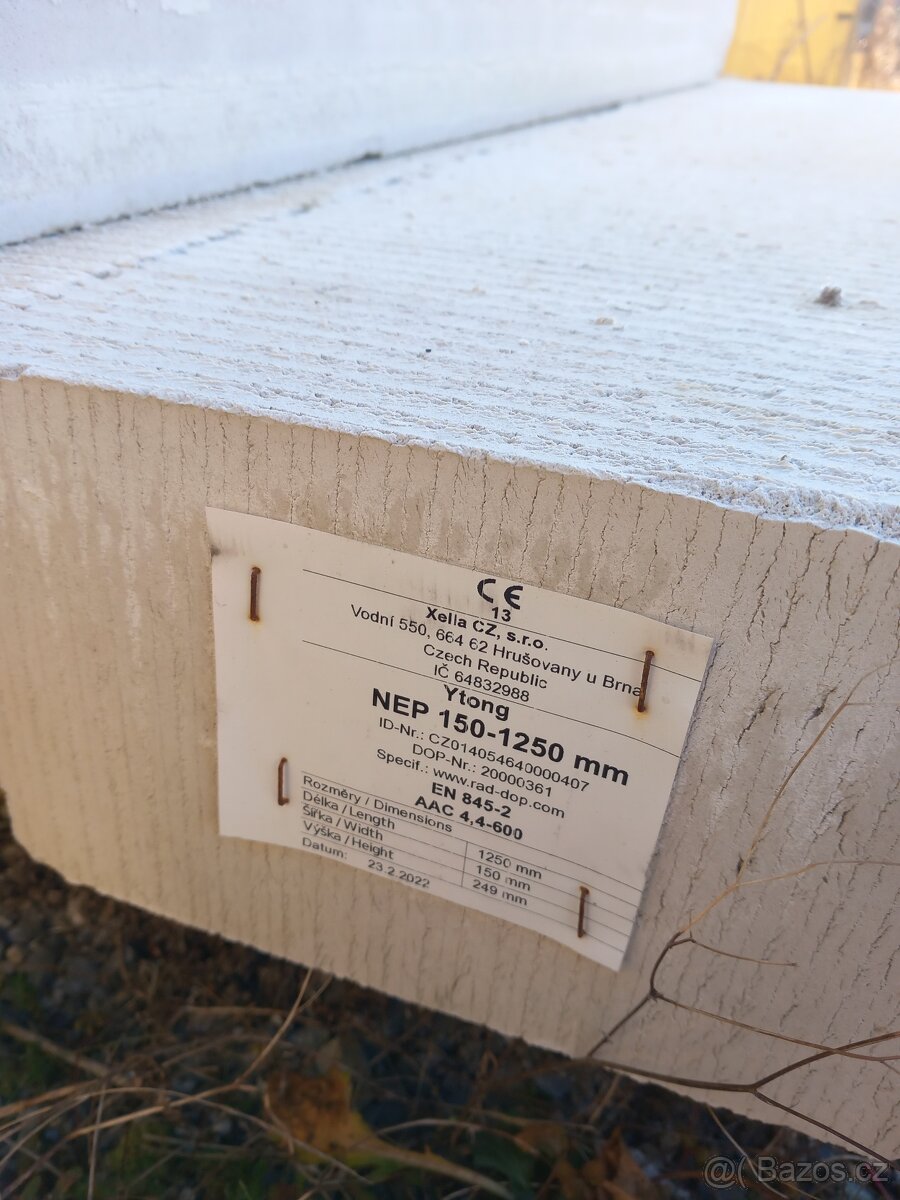 CE
13
Xella CZ, s.r.o.
Vodní 550, 664 62 Hrušovany u Brna
Czech Republic
IČ 64832988
Ytong
NEP 150-1250 mm
ID-Nr.: CZ014054640000407
DOP-Nr.: 20000361
Specif.: www.rad-dop.com
EN 845-2
AAC 4,4-600
Rozměry / Dimensions
Délka / Length 1250 mm
Šířka / Width 150 mm
Výška / Height 249 mm
Datum: 23.2.2022
@( Bazos.cz